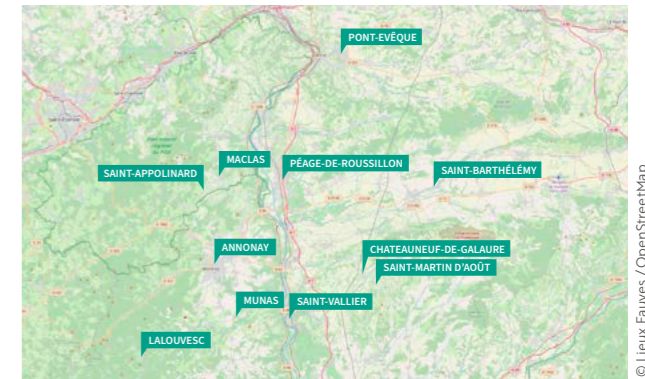 PONT-EVÊQUE
MACLAS
PÉAGE-DE-ROUSSILLON
SAINT-APPOLINARD
SAINT-BARTHÉLÉMY
ANNONAY
CHATEAUNEUF-DE-GALAURE
SAINT-MARTIN D'AOÛT
MUNAS
SAINT-VALLIER
LALOUVESC
© Lieux Fauves / OpenStreetMap